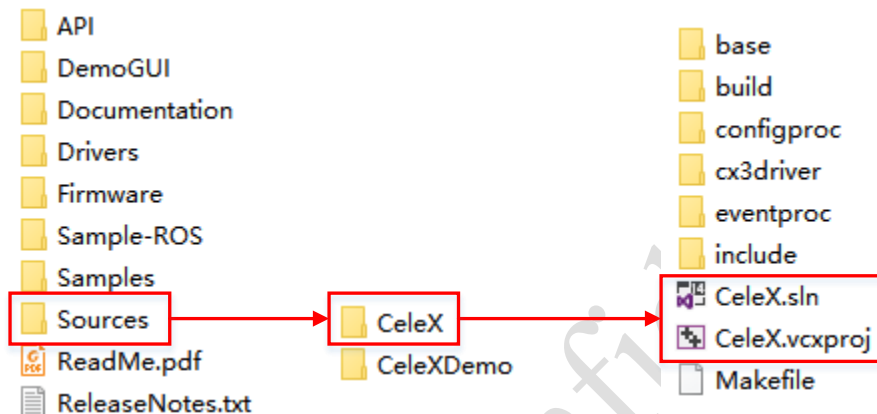 API
DemoGUI
Documentation
Drivers
Firmware
Sample-ROS
Samples
Sources
ReadMe.pdf
ReleaseNotes.txt
CeleX
CeleXDemo
base
build
configproc
cx3driver
eventproc
include
CeleX.sln
CeleX.vcxproj
Makefile